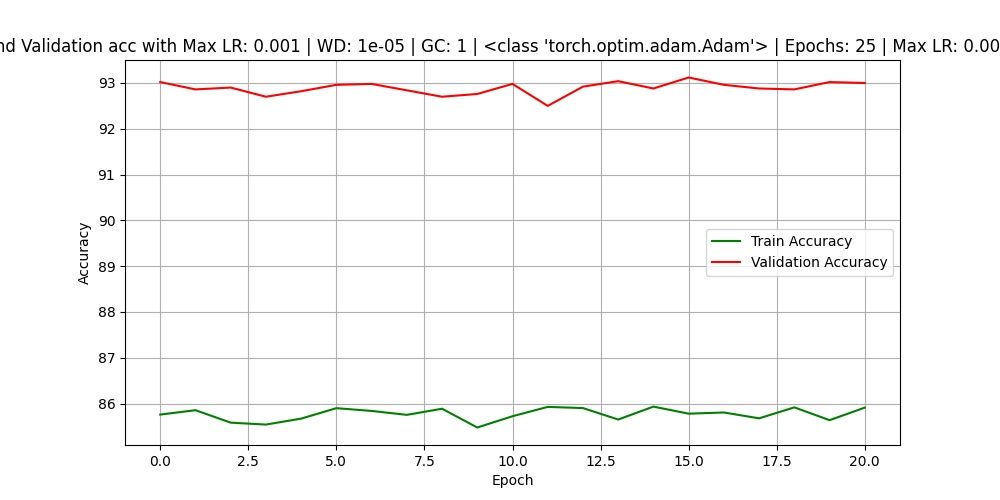 nd Validation acc with Max LR: 0.001 | WD: 1e-05 | GC: 1 | <class 'torch.optim.adam.Adam'> | Epochs: 25 | Max LR: 0.00
93
92
91
90
89
88
87
86
Accuracy
Train Accuracy
Validation Accuracy
0.0 2.5 5.0 7.5 10.0 12.5 15.0 17.5 20.0
Epoch